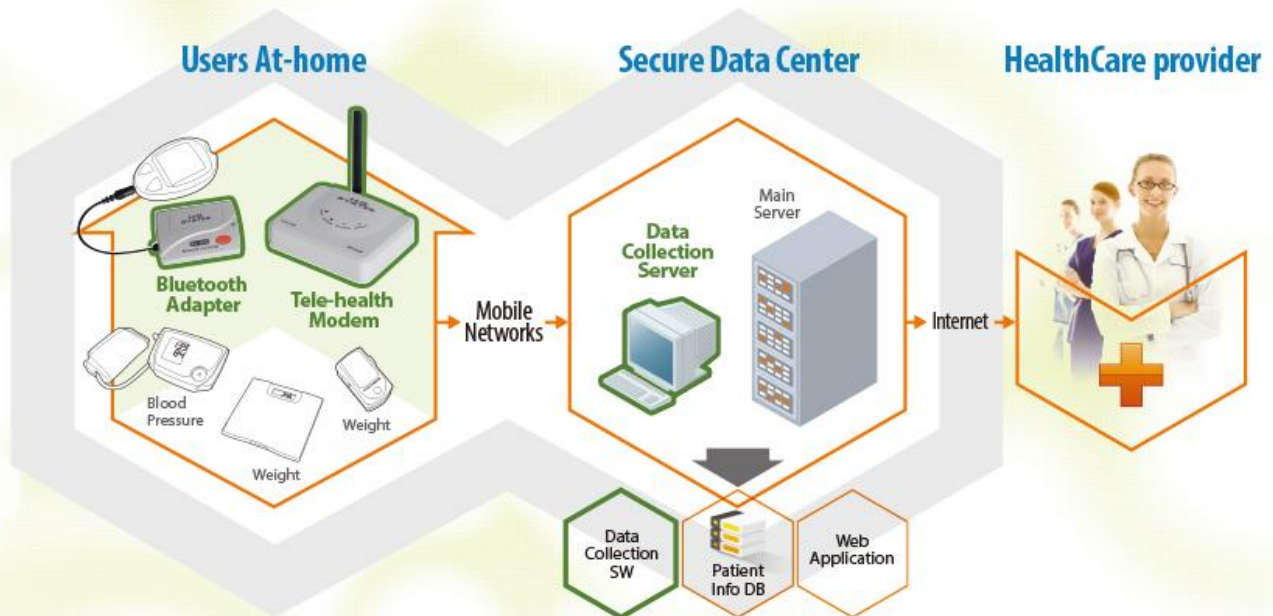 Users At-home
Secure Data Center
HealthCare provider
Bluetooth
Adapter
Tele-health
Modem
Blood
Pressure
Weight
Weight
Mobile
Networks
Data
Collection
Server
Main
Server
Internet
Data
Collection
SW
Patient
Info DB
Web
Application